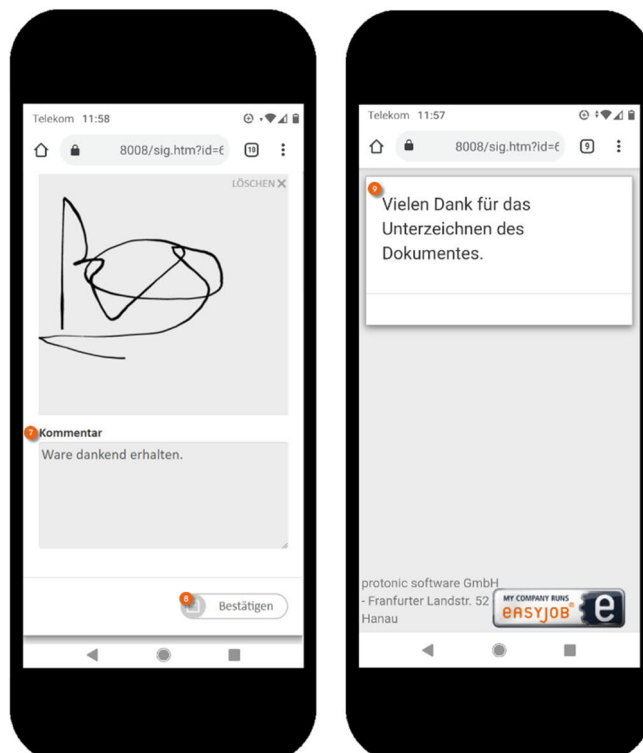 Telekom 11:58
8008/sig.htm?id=6
10
LÖSCHEN X
7 Kommentar
Ware dankend erhalten.
8 Bestätigen
Telekom 11:57
8008/sig.htm?id=6
9
9
Vielen Dank für das
Unterzeichnen des
Dokumentes.
protonic software GmbH
- Franfurter Landstr. 52
Hanau
MY COMPANY RUNS
easyjob® e